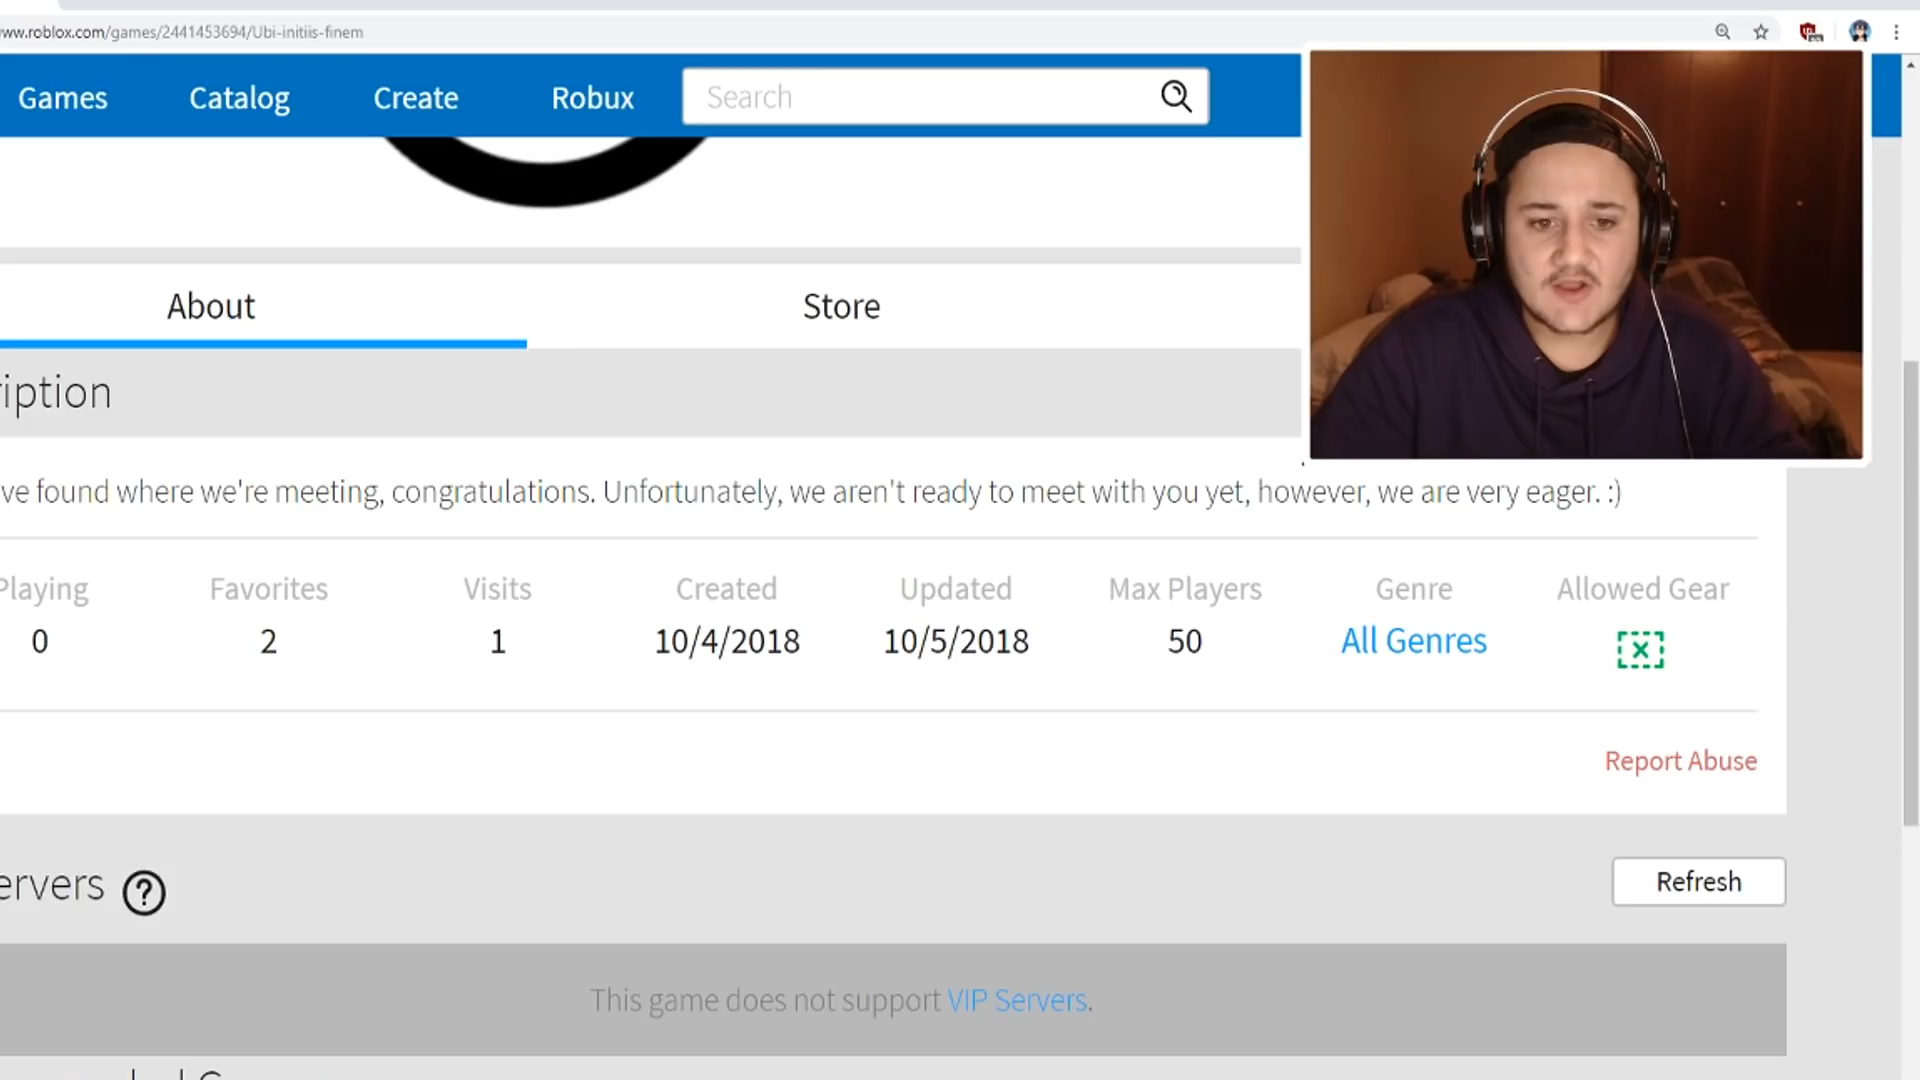 www.roblox.com/games/2441453694/Ubi-initiis-finem
Games Catalog Create Robux Search
About Store
ription
ve found where we're meeting, congratulations. Unfortunately, we aren't ready to meet with you yet, however, we are very eager. :)
Playing Favorites Visits Created Updated Max Players Genre Allowed Gear
0 2 1 10/4/2018 10/5/2018 50 All Genres
Report Abuse
ervers ? Refresh
This game does not support VIP Servers.